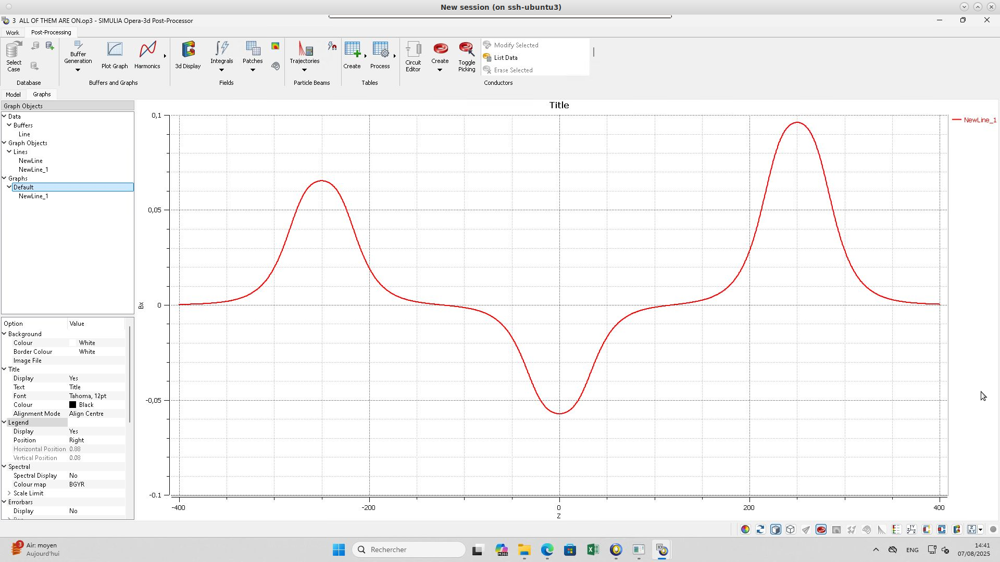 New session (on ssh-ubuntu3)
3 ALL OF THEM ARE ON.op3 - SIMULIA Opera-3d Post-Processor
Work
Post-Processing
Select Case
Database
Buffer Generation
Plot Graph
Harmonics
Buffers and Graphs
3d Display
Integrals
Patches
Fields
Trajectories
Particle Beams
Create
Process
Tables
Circuit Editor
Create
Toggle Picking
Modify Selected
List Data
Erase Selected
Conductors
Model
Graphs
Graph Objects
Data
Buffers
Line
Graph Objects
Lines
NewLine
NewLine_1
Graphs
Default
NewLine_1
Option Value
Background
Colour White
Border Colour White
Image File
Title
Display Yes
Text Title
Font Tahoma, 12pt
Colour Black
Alignment Mode Align Centre
Legend
Display Yes
Position Right
Horizontal Position 0.88
Vertical Position 0.08
Spectral
Spectral Display No
Colour map BGYR
Scale Limit
Errorbars
Display No
Title
NewLine_1
0,1
0,05
0
-0,05
-0.1
Bx
-400
-200
0
200
400
Z
3
Air: moyen
Aujourd'hui
Rechercher
M365
ENG
14:41
07/08/2025